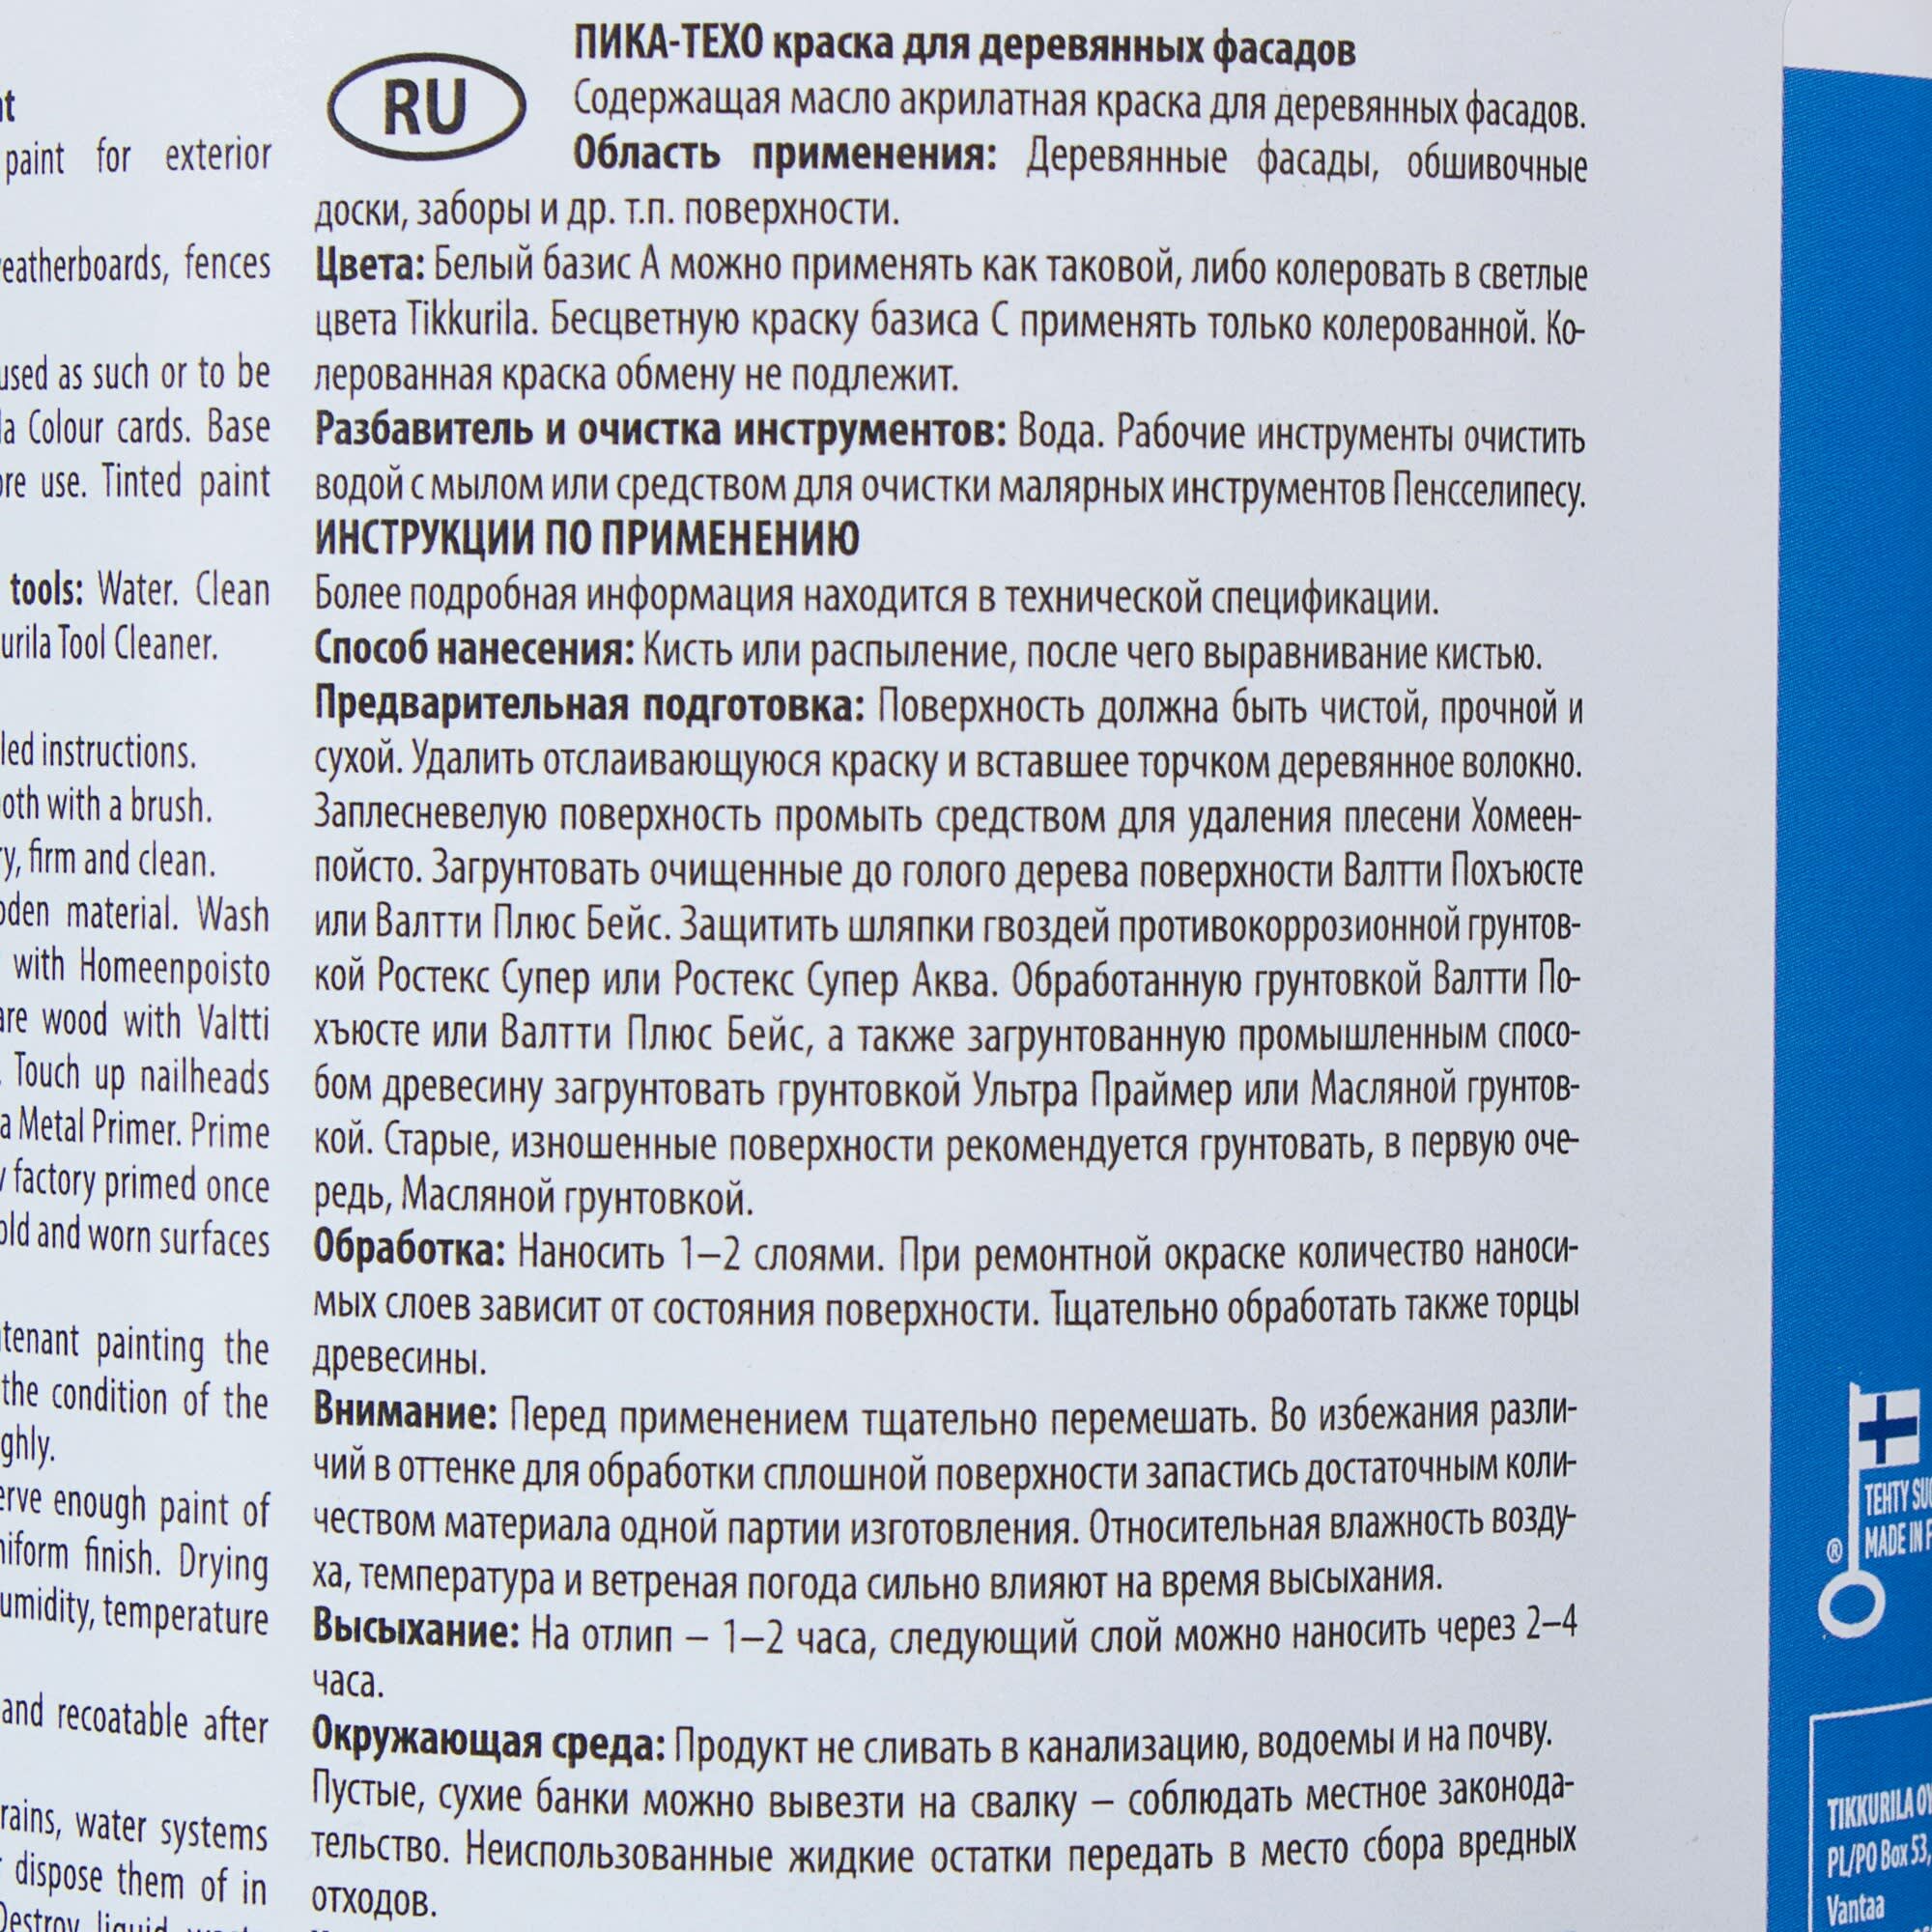 t
paint for exterior
eatherboards, fences
used as such or to be
la Colour cards. Base
ore use. Tinted paint
tools: Water. Clean
urila Tool Cleaner.
led instructions.
oth with a brush.
y, firm and clean.
oden material. Wash
with Homeenpoisto
are wood with Valtti
. Touch up nailheads
a Metal Primer. Prime
y factory primed once
old and worn surfaces
tenant painting the
the condition of the
ghly.
erve enough paint of
niform finish. Drying
umidity, temperature
and recoatable after
rains, water systems
dispose them of in
RU
ПИКА-ТЕХО краска для деревянных фасадов
Содержащая масло акрилатная краска для деревянных фасадов.
Область применения: Деревянные фасады, обшивочные
доски, заборы и др. т.п. поверхности.
Цвета: Белый базис А можно применять как таковой, либо колеровать в светлые
цвета Tikkurila. Бесцветную краску базиса С применять только колерованной. Ко-
лерованная краска обмену не подлежит.
Разбавитель и очистка инструментов: Вода. Рабочие инструменты очистить
водой с мылом или средством для очистки малярных инструментов Пенсселипесу.
ИНСТРУКЦИИ ПО ПРИМЕНЕНИЮ
Более подробная информация находится в технической спецификации.
Способ нанесения: Кисть или распыление, после чего выравнивание кистью.
Предварительная подготовка: Поверхность должна быть чистой, прочной и
сухой. Удалить отслаивающуюся краску и вставшее торчком деревянное волокно.
Заплесневелую поверхность промыть средством для удаления плесени Хомеен-
пойсто. Загрунтовать очищенные до голого дерева поверхности Валтти Похъюсте
или Валтти Плюс Бейс. Защитить шляпки гвоздей противокоррозионной грунтов-
кой Ростекс Супер или Ростекс Супер Аква. Обработанную грунтовкой Валтти По-
хъюсте или Валтти Плюс Бейс, а также загрунтованную промышленным спосо-
бом древесину загрунтовать грунтовкой Ультра Праймер или Масляной грунтов-
кой. Старые, изношенные поверхности рекомендуется грунтовать, в первую оче-
редь, Масляной грунтовкой.
Обработка: Наносить 1–2 слоями. При ремонтной окраске количество наноси-
мых слоев зависит от состояния поверхности. Тщательно обработать также торцы
древесины.
Внимание: Перед применением тщательно перемешать. Во избежания разли-
чий в оттенке для обработки сплошной поверхности запастись достаточным коли-
чеством материала одной партии изготовления. Относительная влажность возду-
ха, температура и ветреная погода сильно влияют на время высыхания.
Высыхание: На отлип – 1–2 часа, следующий слой можно наносить через 2–4
часа.
Окружающая среда: Продукт не сливать в канализацию, водоемы и на почву.
Пустые, сухие банки можно вывезти на свалку – соблюдать местное законода-
тельство. Неиспользованные жидкие остатки передать в место сбора вредных
отходов.
TEHTY SUO
MADE IN F
®
TIKKURILA OY
PL/PO Box 53,
Vantaa